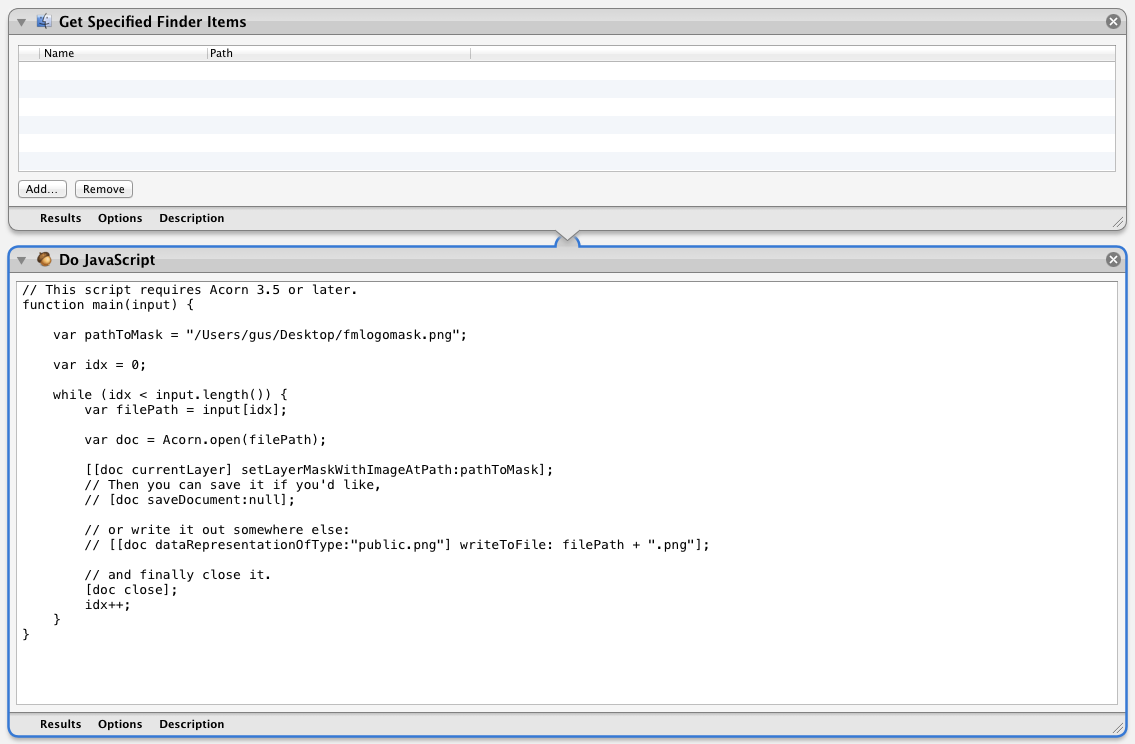 Get Specified Finder Items
Name Path
Add... Remove
Results Options Description
Do JavaScript
// This script requires Acorn 3.5 or later.
function main(input) {
    var pathToMask = "/Users/gus/Desktop/fmlogomask.png";
    var idx = 0;
    while (idx < input.length()) {
        var filePath = input[idx];
        var doc = Acorn.open(filePath);
        [[doc currentLayer] setLayerMaskWithImageAtPath:pathToMask];
        // Then you can save it if you'd like,
        // [doc saveDocument:null];
        // or write it out somewhere else:
        // [[doc dataRepresentationOfType:"public.png"] writeToFile: filePath + ".png"];
        // and finally close it.
        [doc close];
        idx++;
    }
}
Results Options Description